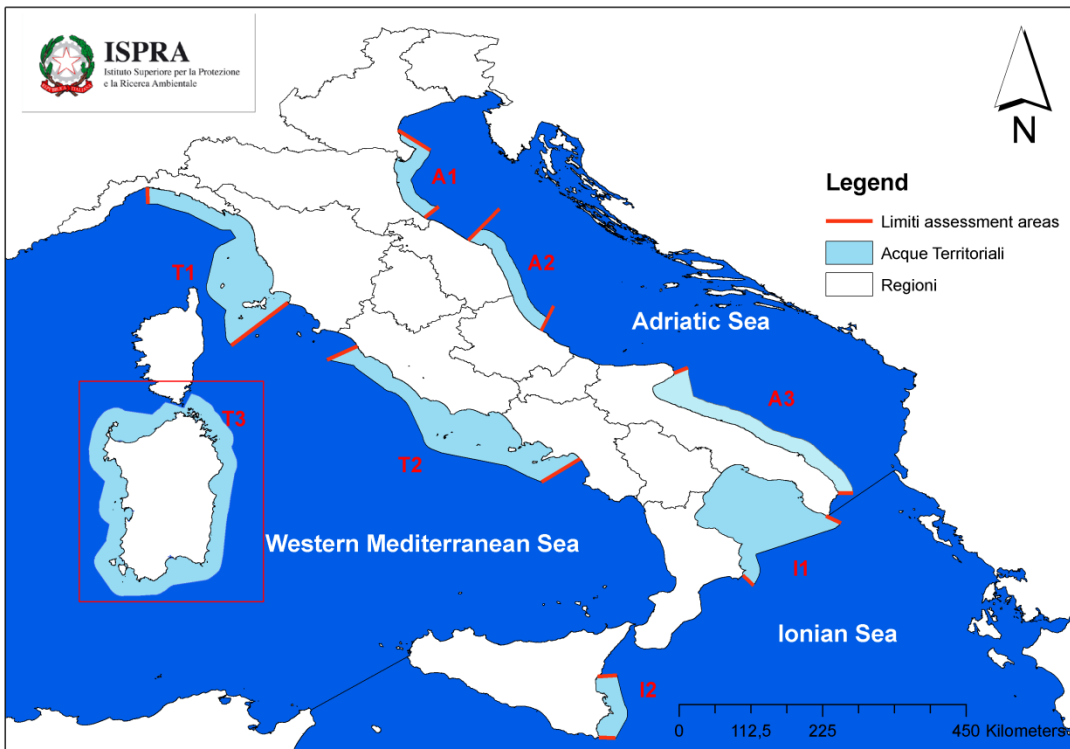 ISPRA
Istituto Superiore per la Protezione
e la Ricerca Ambientale
N
Legend
Limiti assessment areas
Acque Territoriali
Regioni
A1
A2
Adriatic Sea
A3
T1
T3
T2
Western Mediterranean Sea
I1
Ionian Sea
I2
0 112,5 225 450 Kilometers